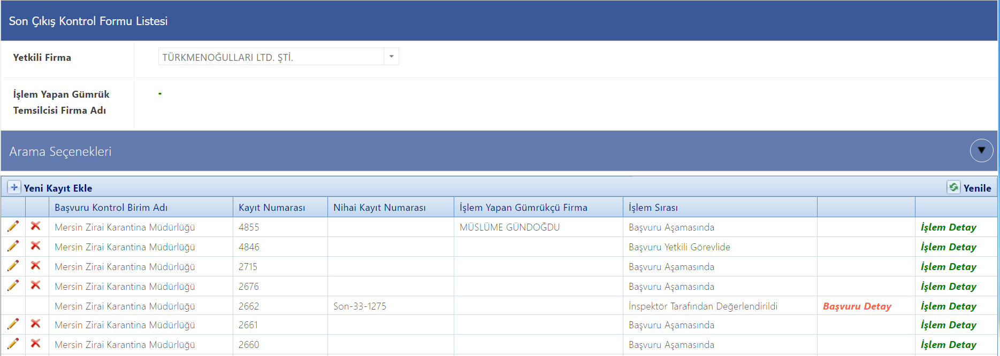 Son Çıkış Kontrol Formu Listesi
Yetkili Firma
TÜRKMENOĞULLARI LTD. ŞTİ.
İşlem Yapan Gümrük
Temsilcisi Firma Adı
-
Arama Seçenekleri
Yeni Kayıt Ekle Yenile
Başvuru Kontrol Birim Adı Kayıt Numarası Nihai Kayıt Numarası İşlem Yapan Gümrükçü Firma İşlem Sırası
Mersin Zirai Karantina Müdürlüğü 4855 MÜSLÜME GÜNDOĞDU Başvuru Aşamasında İşlem Detay
Mersin Zirai Karantina Müdürlüğü 4846 Başvuru Yetkili Görevlide İşlem Detay
Mersin Zirai Karantina Müdürlüğü 2715 Başvuru Aşamasında İşlem Detay
Mersin Zirai Karantina Müdürlüğü 2676 Başvuru Aşamasında İşlem Detay
Mersin Zirai Karantina Müdürlüğü 2662 Son-33-1275 İnspektör Tarafından Değerlendirildi Başvuru Detay İşlem Detay
Mersin Zirai Karantina Müdürlüğü 2661 Başvuru Aşamasında İşlem Detay
Mersin Zirai Karantina Müdürlüğü 2660 Başvuru Aşamasında İşlem Detay